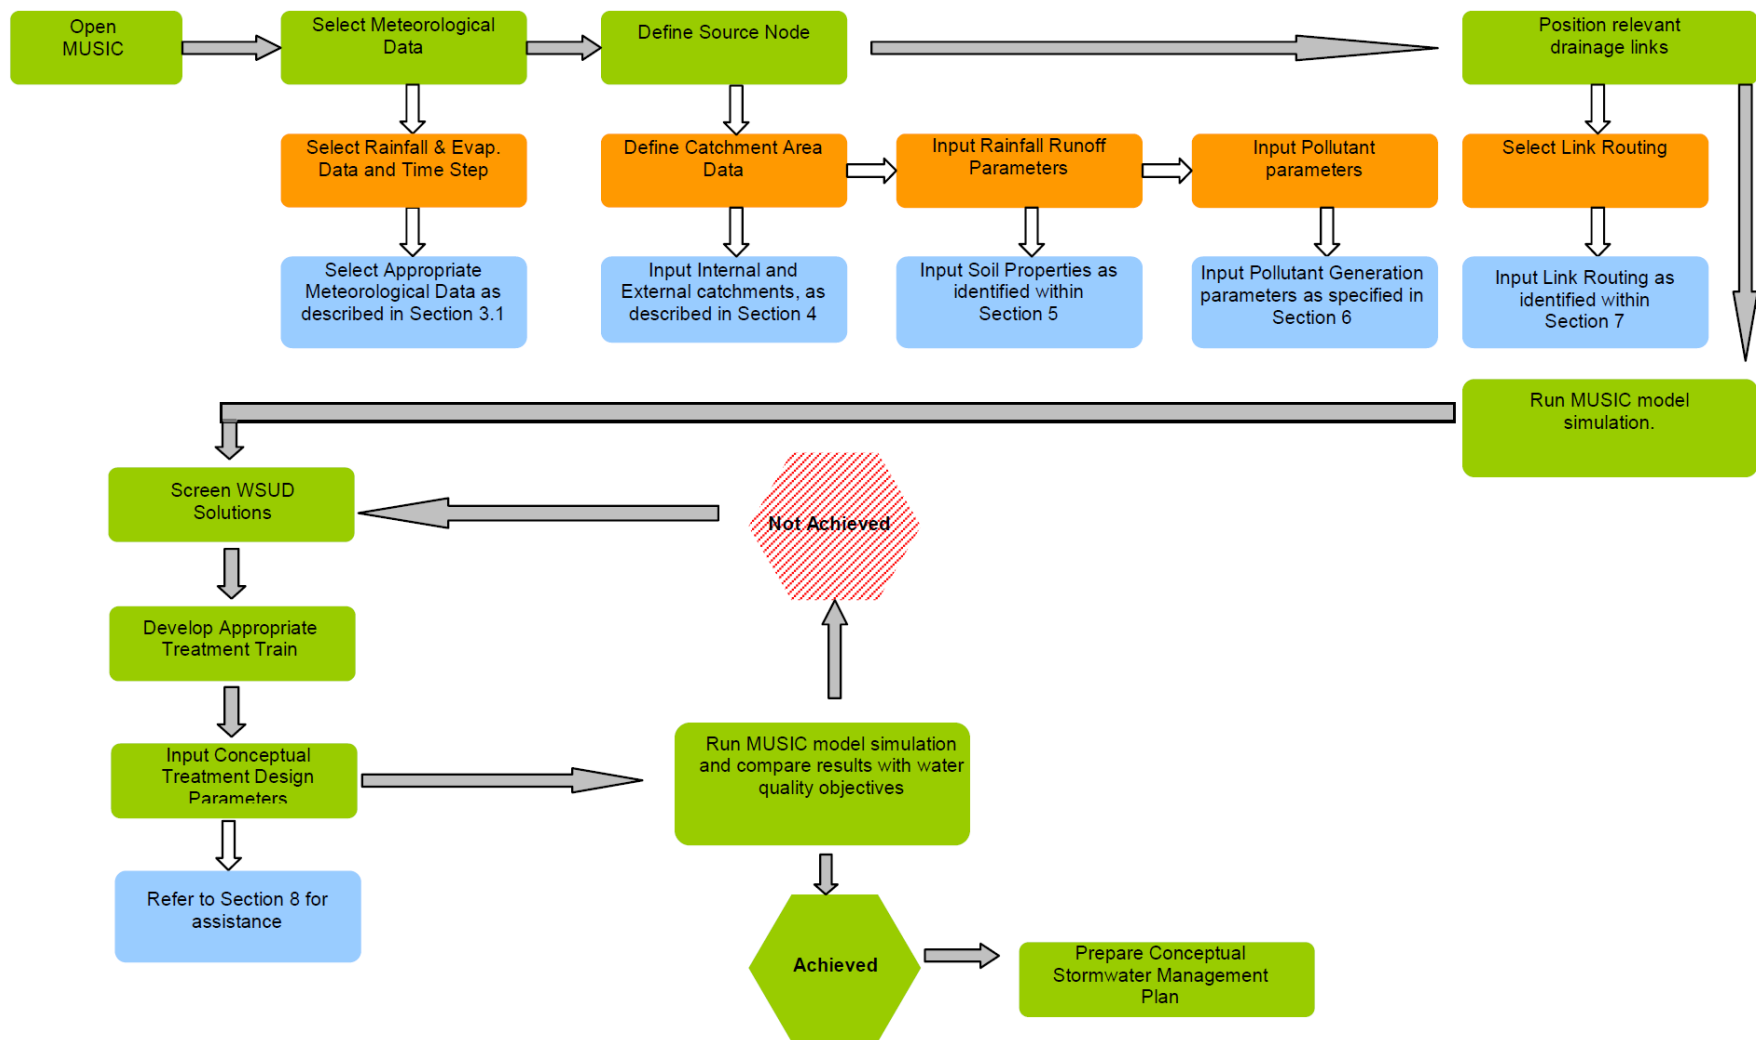 Open
MUSIC
Select Meteorological
Data
Define Source Node
Position relevant
drainage links
Select Rainfall & Evap.
Data and Time Step
Define Catchment Area
Data
Input Rainfall Runoff
Parameters
Input Pollutant
parameters
Select Link Routing
Select Appropriate
Meteorological Data as
described in Section 3.1
Input Internal and
External catchments, as
described in Section 4
Input Soil Properties as
identified within
Section 5
Input Pollutant Generation
parameters as specified in
Section 6
Input Link Routing as
identified within
Section 7
Run MUSIC model
simulation.
Screen WSUD
Solutions
Not Achieved
Develop Appropriate
Treatment Train
Input Conceptual
Treatment Design
Parameters
Run MUSIC model simulation
and compare results with water
quality objectives
Refer to Section 8 for
assistance
Achieved
Prepare Conceptual
Stormwater Management
Plan